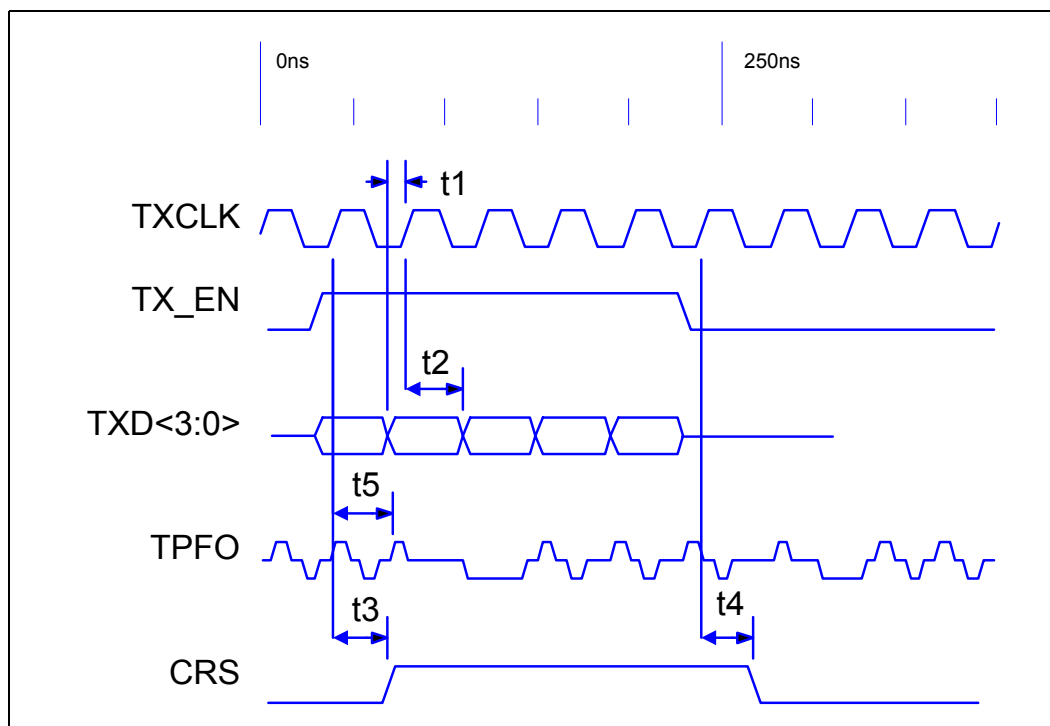 0ns
250ns
t1
TXCLK
TX_EN
t2
TXD<3:0>
t5
TPFO
t3
t4
CRS